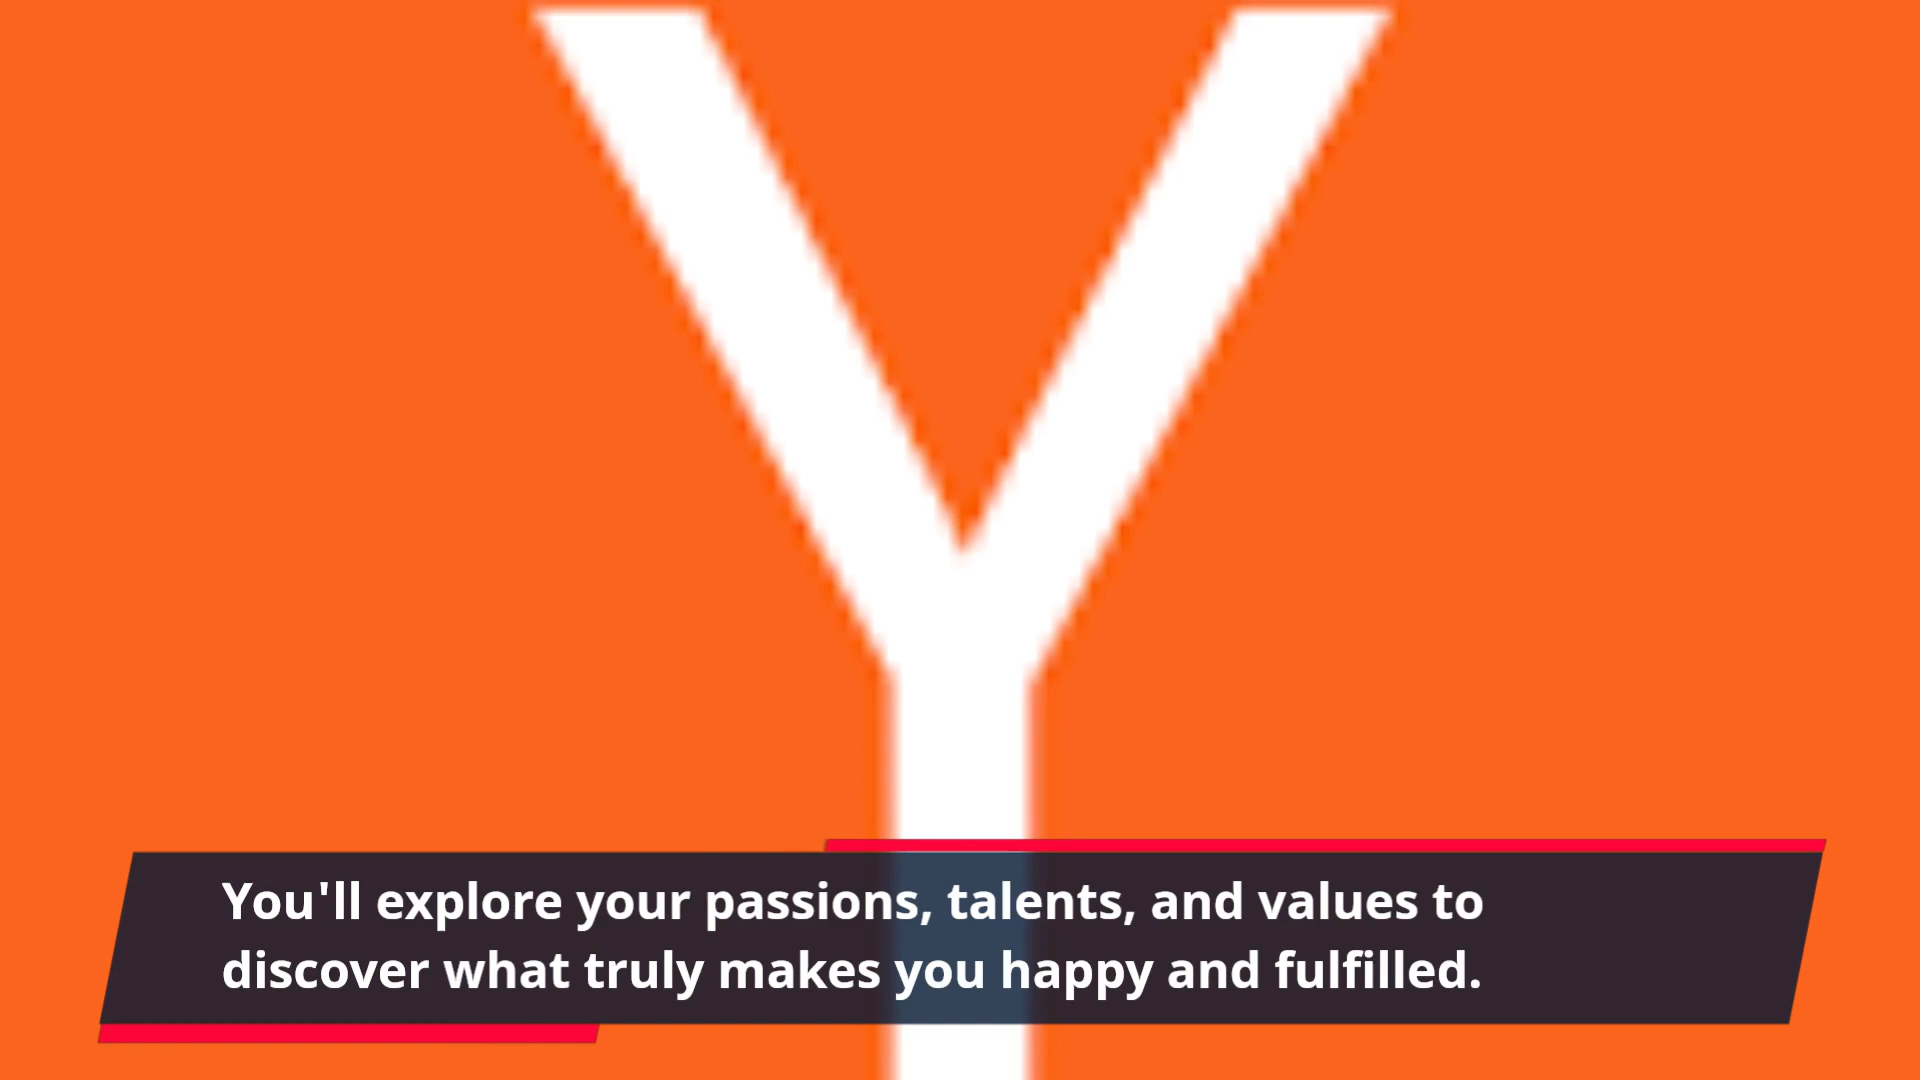 Y
You'll explore your passions, talents, and values to
discover what truly makes you happy and fulfilled.